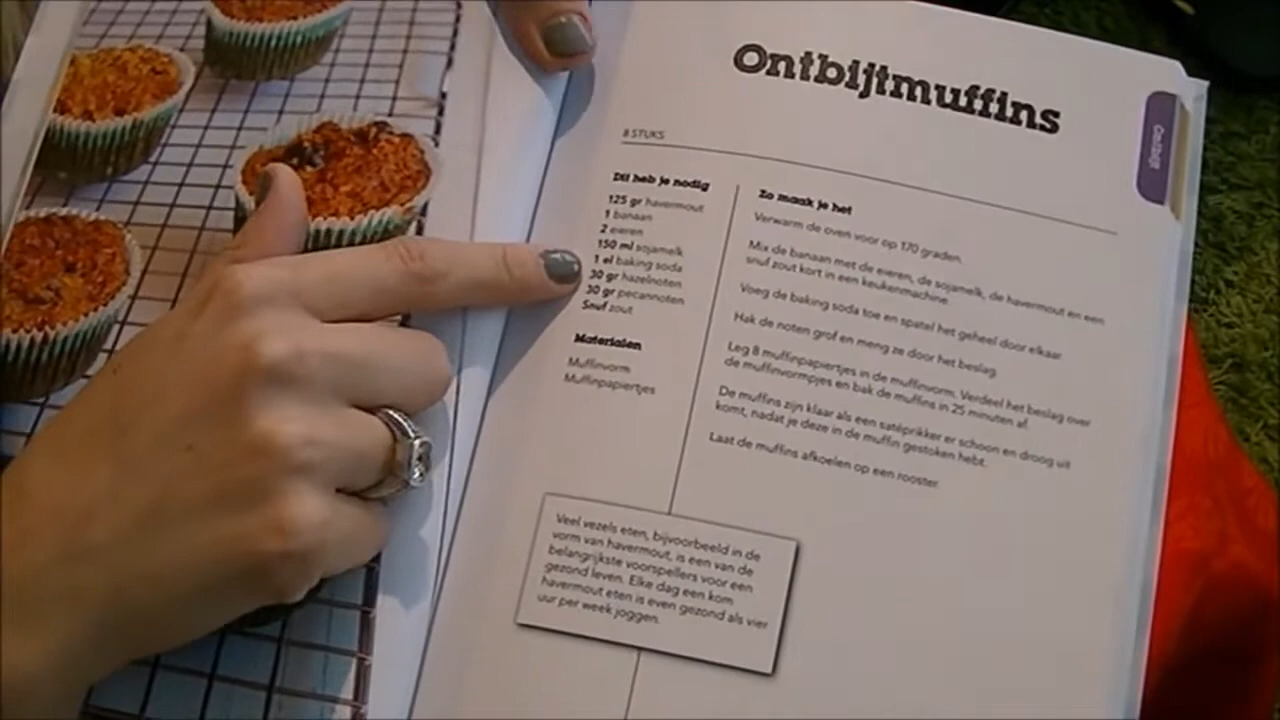 Ontbijtmuffins
Ontbijt
8 STUKS
Dit heb je nodig
125 gr havermout
1 banaan
2 eieren
150 ml sojamelk
1 el baking soda
30 gr hazelnoten
30 gr pecannoten
Snuf zout
Materialen
Muffinvorm
Muffinpapiertjes
Zo maak je het
Verwarm de oven voor op 170 graden.
Mix de banaan met de eieren, de sojamelk, de havermout en een
snuf zout kort in een keukenmachine.
Voeg de baking soda toe en spatel het geheel door elkaar.
Hak de noten grof en meng ze door het beslag.
Leg 8 muffinpapiertjes in de muffinvorm. Verdeel het beslag over
de muffinvormpjes en bak de muffins in 25 minuten af.
De muffins zijn klaar als een satéprikker er schoon en droog uit
komt, nadat je deze in de muffin gestoken hebt.
Laat de muffins afkoelen op een rooster.
Veel vezels eten, bijvoorbeeld in de
vorm van havermout, is een van de
belangrijkste voorspellers voor een
gezond leven. Elke dag een kom
havermout eten is even gezond als vier
uur per week joggen.